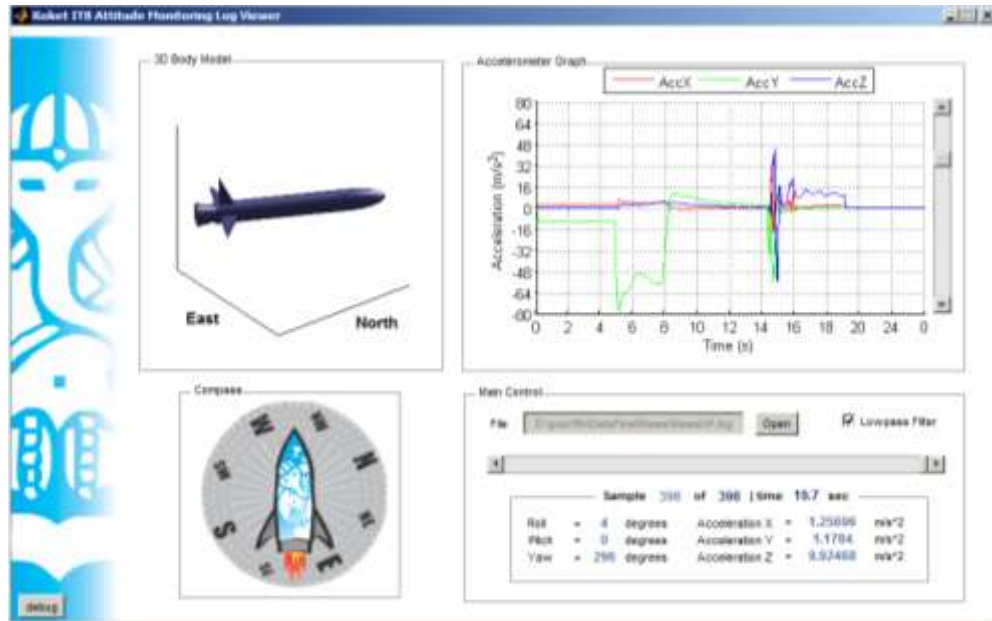 Roket ITB Attitude Monitoring Log Viewer
3D Body Model
East
North
Accelerometer Graph
AccX AccY AccZ
80
64
48
32
16
0
-16
-32
-48
-64
-80
Acceleration (m/s²)
0 2 4 6 8 10 12 14 16 18 20 24 0
Time (s)
Compass
W
N
S
E
NE
SE
Main Control
File
Open
Lowpass Filter
Sample 398 of 398 | time 19.7 sec
Roll = 4 degrees Acceleration X = 1.25696 m/s^2
Pitch = 0 degrees Acceleration Y = 1.1784 m/s^2
Yaw = 296 degrees Acceleration Z = 8.92468 m/s^2
debug